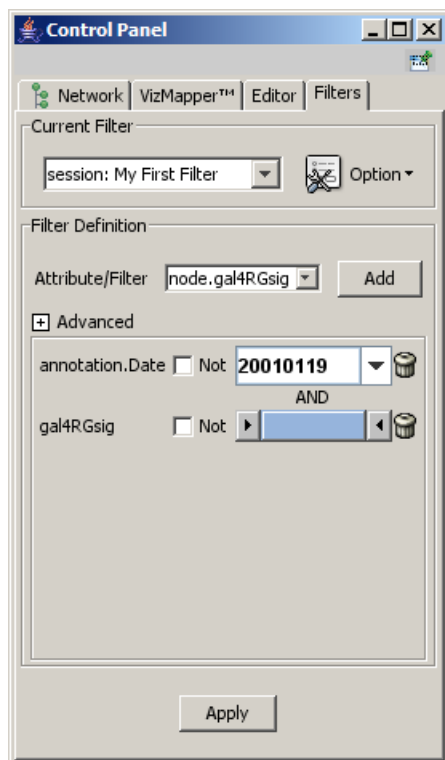 Control Panel
Network VizMapper™ Editor Filters
Current Filter
session: My First Filter Option
Filter Definition
Attribute/Filter node.gal4RGsig Add
Advanced
annotation.Date Not 20010119
AND
gal4RGsig Not
Apply